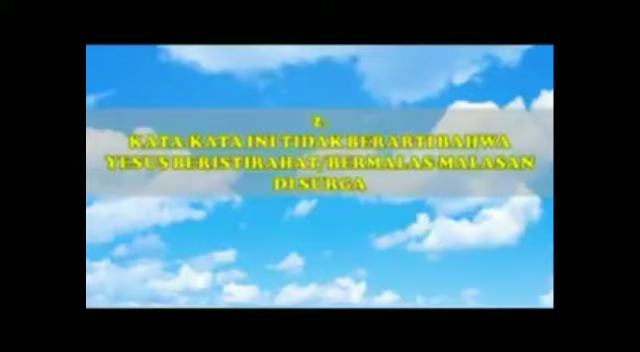 2.
KATA-KATA INI TIDAK BERARTI BAHWA
YESUS BERISTIRAHAT/BERMALAS-MALASAN
DI SURGA